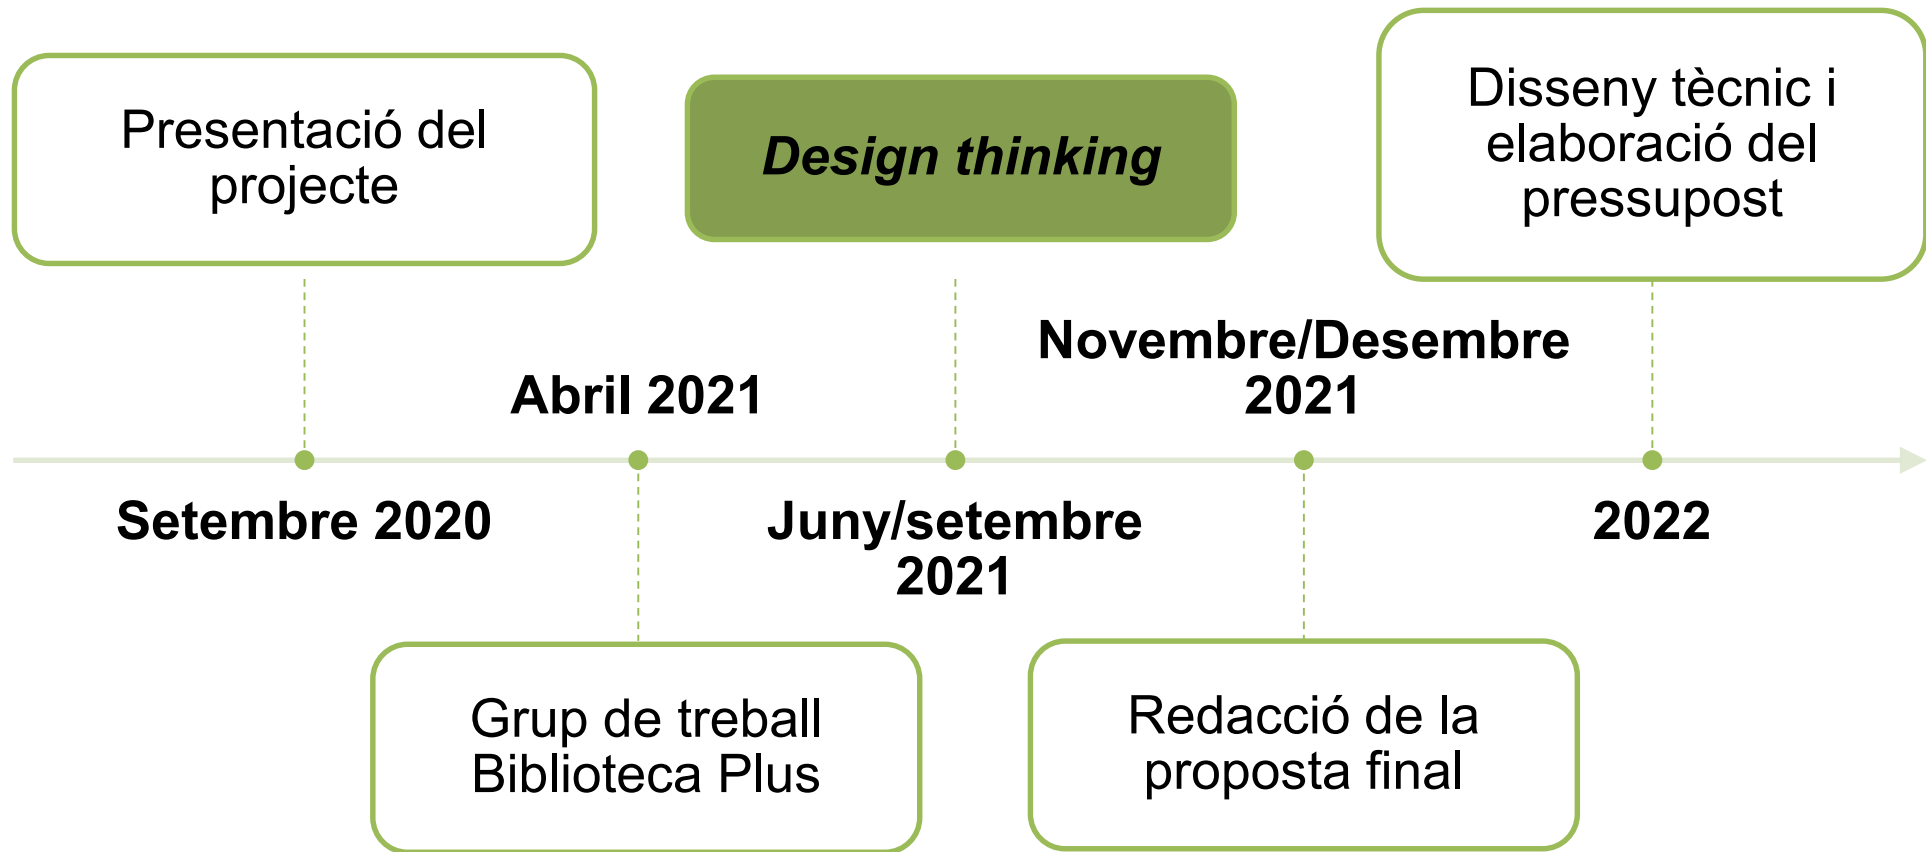 Presentació del
projecte
Design thinking
Disseny tècnic i
elaboració del
pressupost
Abril 2021
Novembre/Desembre
2021
Setembre 2020
Juny/setembre
2021
2022
Grup de treball
Biblioteca Plus
Redacció de la
proposta final